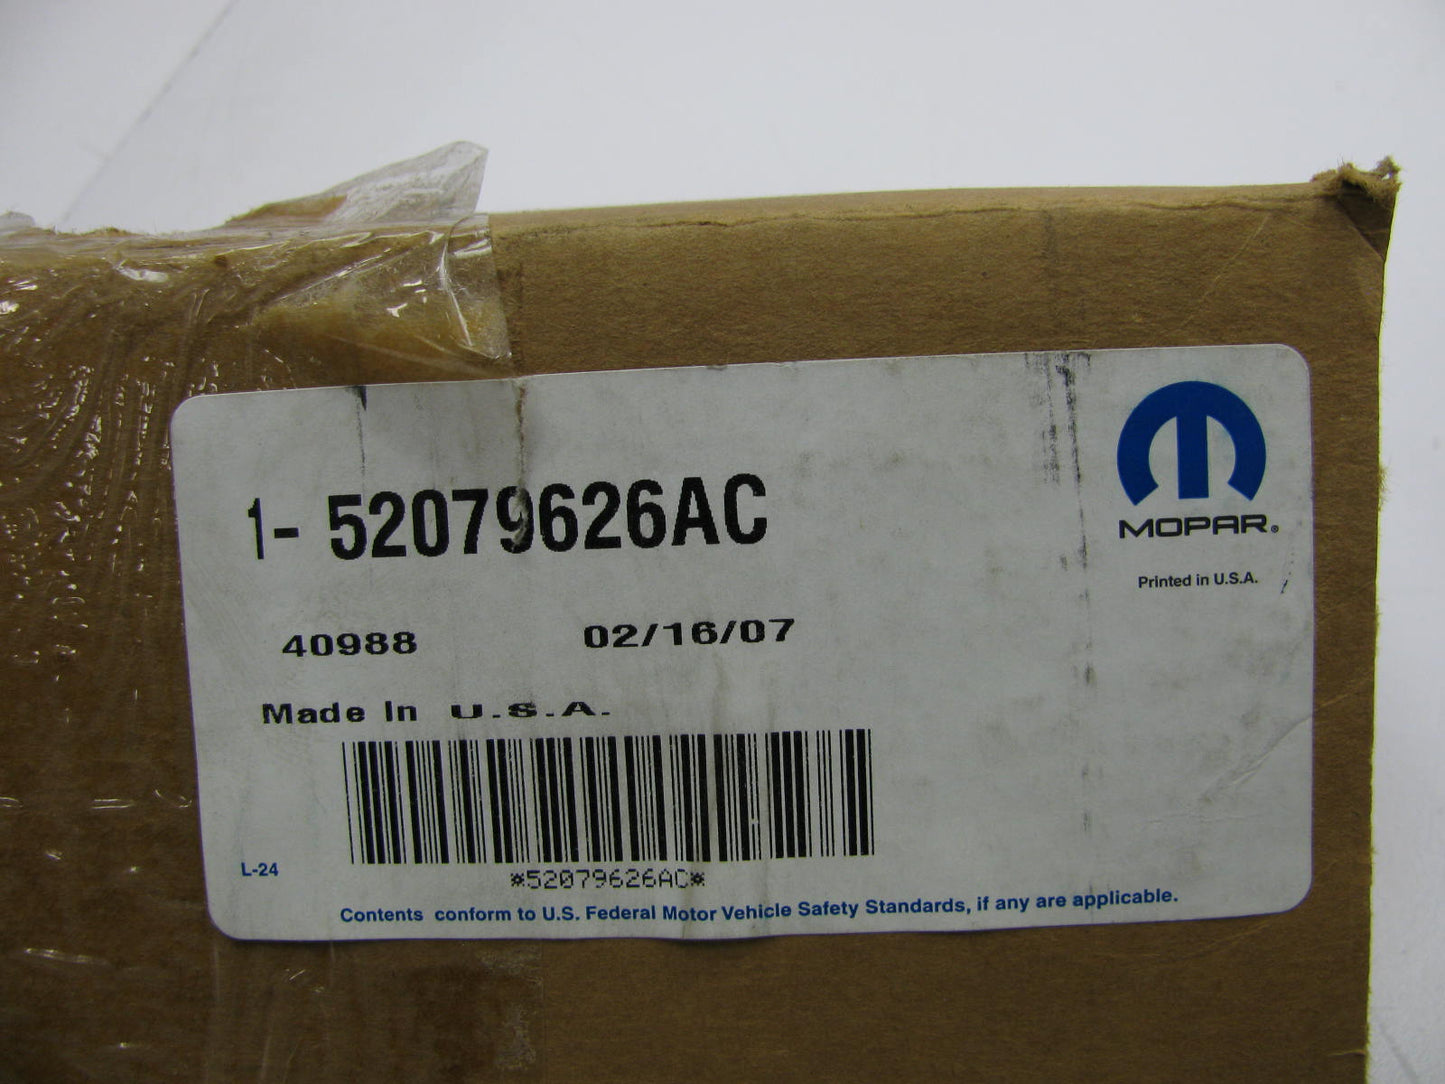 MOPAR®
Printed in U.S.A.
1- 52079626AC
40988 02/16/07
Made In U.S.A.
*52079626AC*
L-24
Contents conform to U.S. Federal Motor Vehicle Safety Standards, if any are applicable.